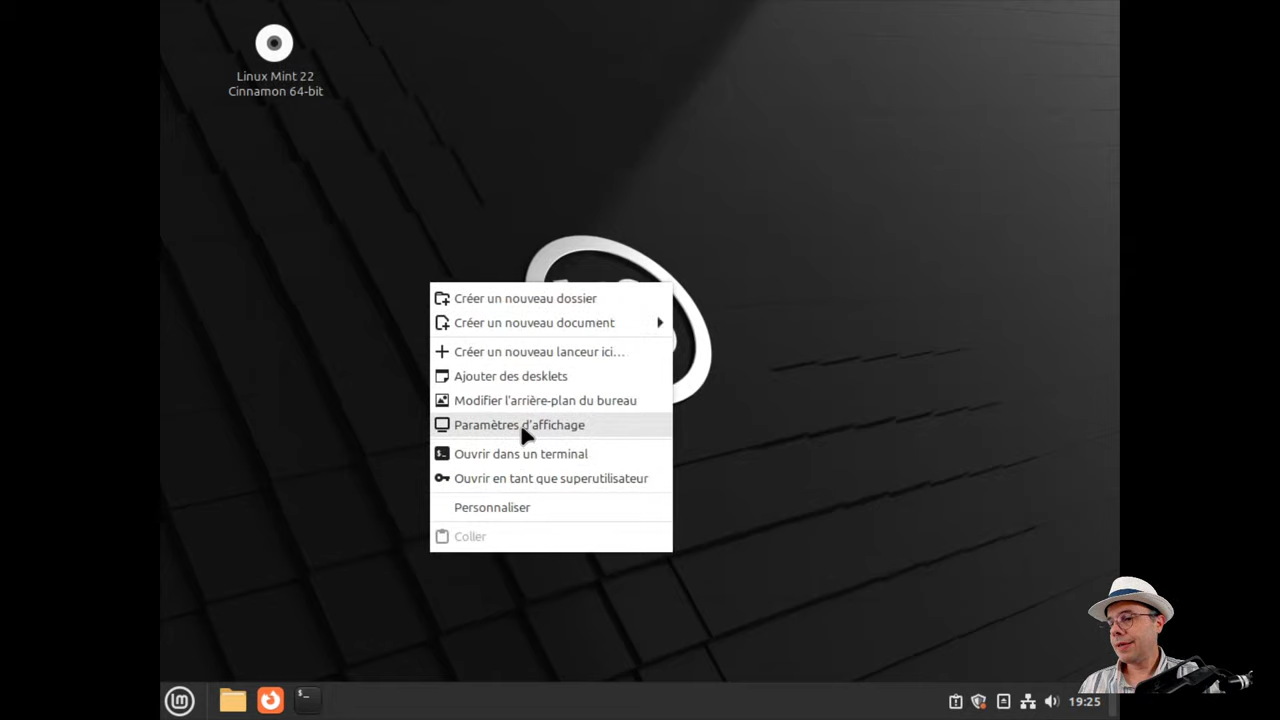 Linux Mint 22
Cinnamon 64-bit
Créer un nouveau dossier
Créer un nouveau document
Créer un nouveau lanceur ici...
Ajouter des desklets
Modifier l'arrière-plan du bureau
Paramètres d'affichage
Ouvrir dans un terminal
Ouvrir en tant que superutilisateur
Personnaliser
Coller
19:25